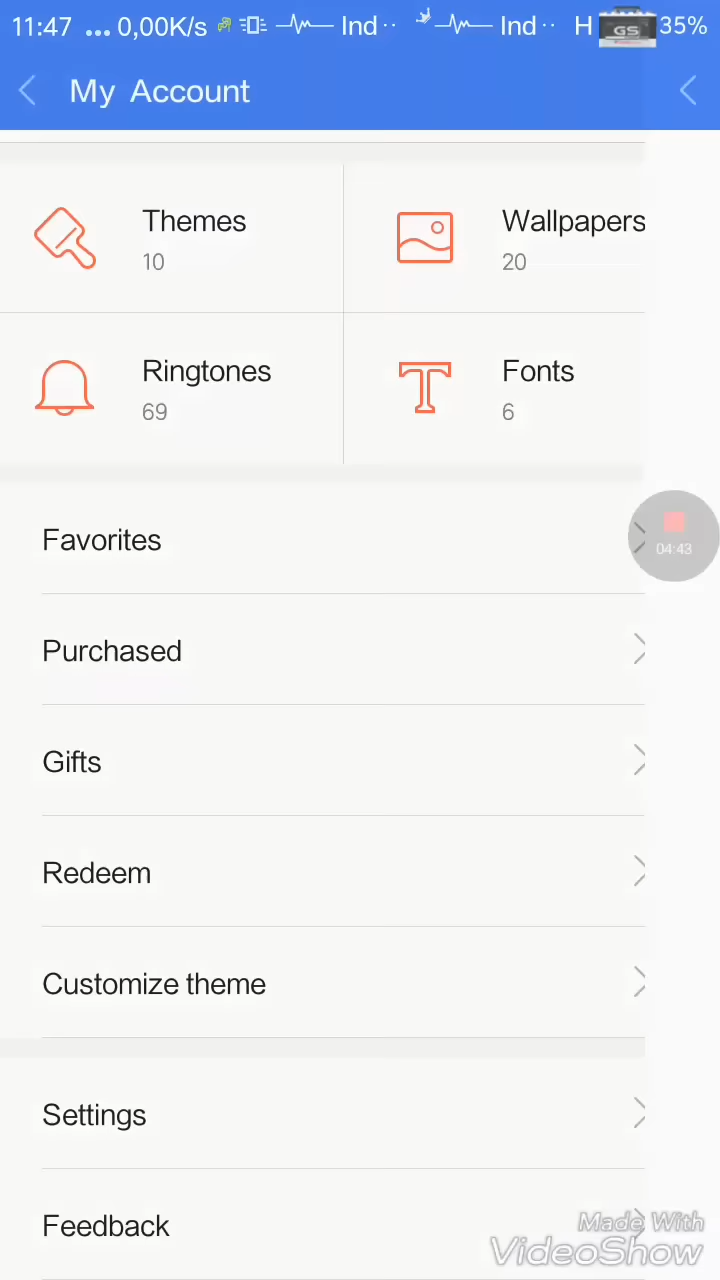 11:47 ... 0,00K/s Ind ·· Ind ·· H GS 35%
My Account
Themes
10
Wallpapers
20
Ringtones
69
Fonts
6
Favorites
04:43
Purchased
Gifts
Redeem
Customize theme
Settings
Feedback
Made With
VideoShow